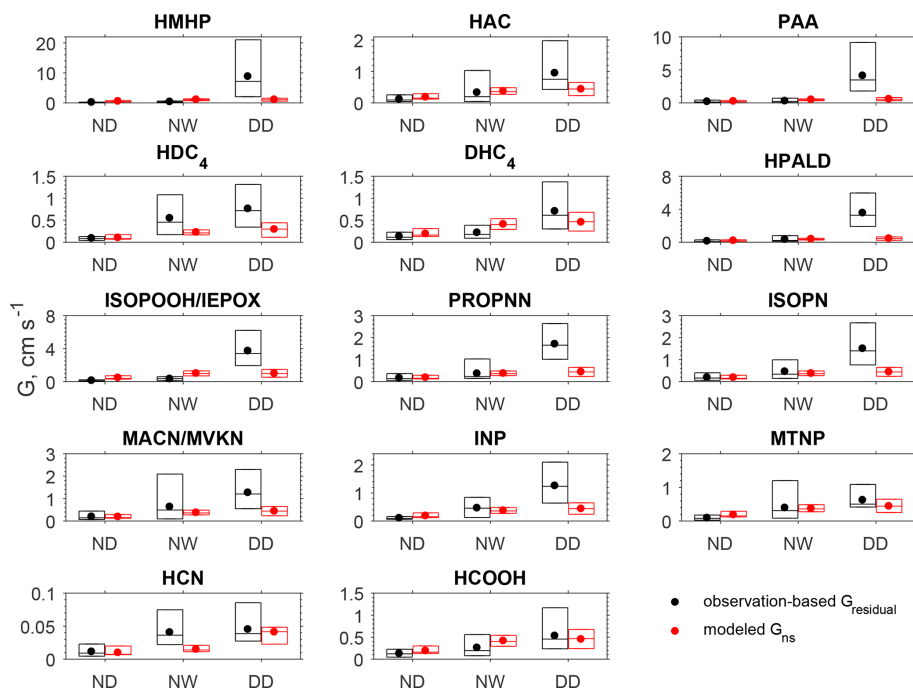 HMHP
HAC
PAA
20
10
0
ND NW DD
2
1
0
ND NW DD
10
5
0
ND NW DD
HDC4
DHC4
HPALD
1.5
1
0.5
0
ND NW DD
1.5
1
0.5
0
ND NW DD
8
4
0
ND NW DD
G, cm s-1
ISOPOOH/IEPOX
PROPNN
ISOPN
8
4
0
ND NW DD
3
2
1
0
ND NW DD
3
2
1
0
ND NW DD
MACN/MVKN
INP
MTNP
3
2
1
0
ND NW DD
2
1
0
ND NW DD
2
1
0
ND NW DD
HCN
HCOOH
0.1
0.05
0
ND NW DD
1.5
1
0.5
0
ND NW DD
observation-based Gresidual
modeled Gns